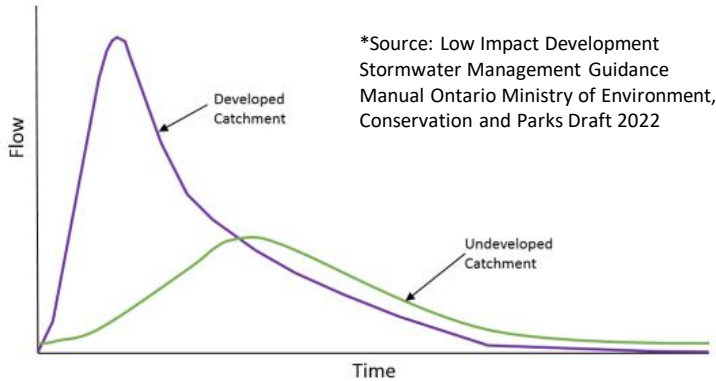 *Source: Low Impact Development
Stormwater Management Guidance
Manual Ontario Ministry of Environment,
Conservation and Parks Draft 2022
Developed
Catchment
Flow
Undeveloped
Catchment
Time